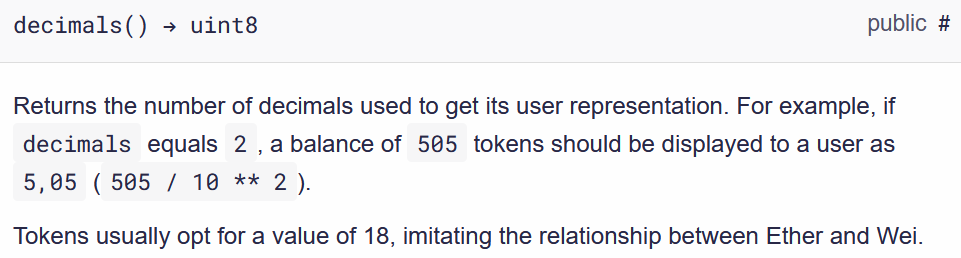 decimals() → uint8 public #
Returns the number of decimals used to get its user representation. For example, if
decimals equals 2 , a balance of 505 tokens should be displayed to a user as
5,05 ( 505 / 10 ** 2 ).
Tokens usually opt for a value of 18, imitating the relationship between Ether and Wei.